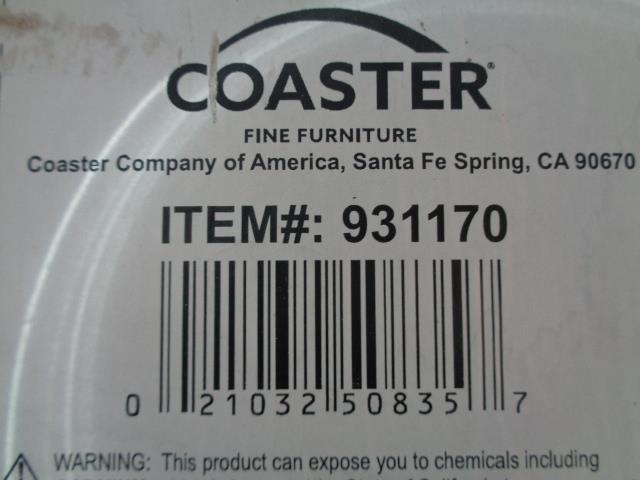 COASTER®
FINE FURNITURE
Coaster Company of America, Santa Fe Spring, CA 90670
ITEM#: 931170
0 21032 50835 7
WARNING: This product can expose you to chemicals including